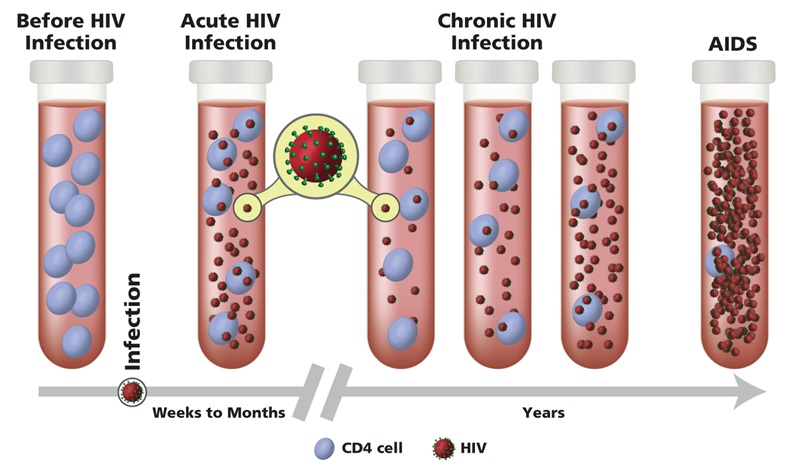 Before HIV
Infection
Acute HIV
Infection
Chronic HIV
Infection
AIDS
Infection
Weeks to Months
Years
CD4 cell
HIV